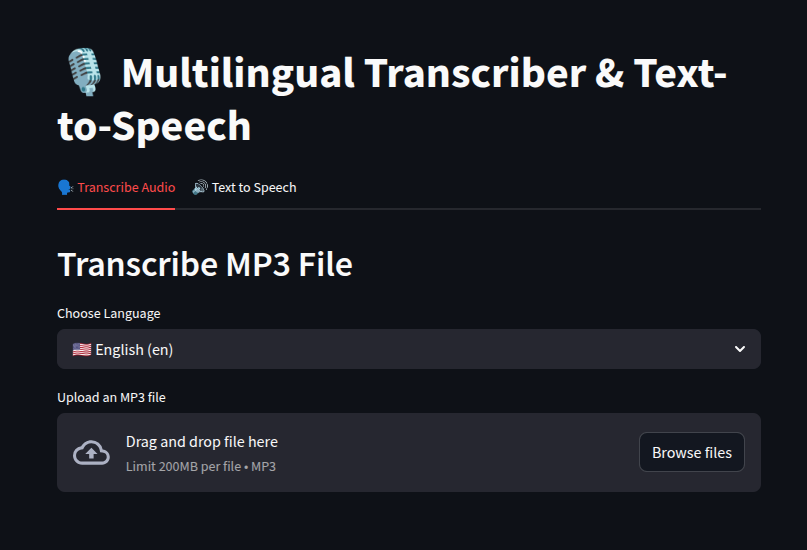 🎙️ Multilingual Transcriber & Text-
to-Speech
🗣️ Transcribe Audio 🔊 Text to Speech
Transcribe MP3 File
Choose Language
🇺🇸 English (en)
Upload an MP3 file
Drag and drop file here
Limit 200MB per file • MP3
Browse files